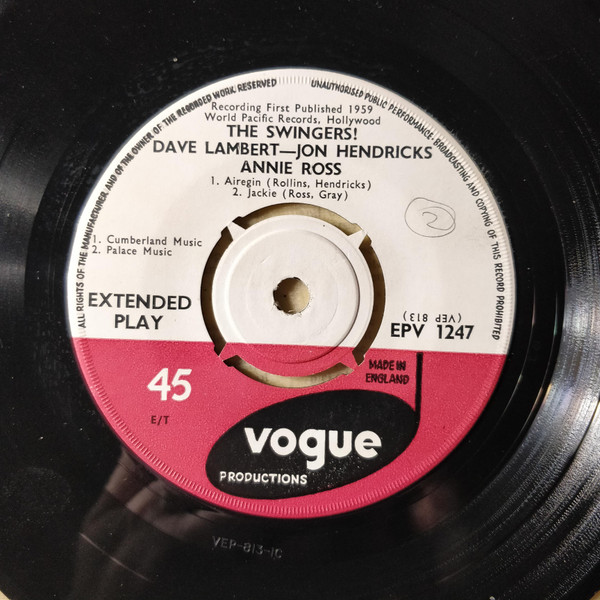 ALL RIGHTS OF THE MANUFACTURER AND OF THE OWNER OF THE RECORDED WORK RESERVED
UNAUTHORISED PUBLIC PERFORMANCE, BROADCASTING AND COPYING OF THIS RECORD PROHIBITED
Recording First Published 1959
World Pacific Records, Hollywood
THE SWINGERS!
DAVE LAMBERT—JON HENDRICKS
ANNIE ROSS
1. Airegin (Rollins, Hendricks)
2. Jackie (Ross, Gray)
2
1. Cumberland Music
2. Palace Music
EXTENDED
PLAY
(VEP 813)
EPV 1247
45
E/T
MADE IN
ENGLAND
vogue
PRODUCTIONS
VEP-813-1C